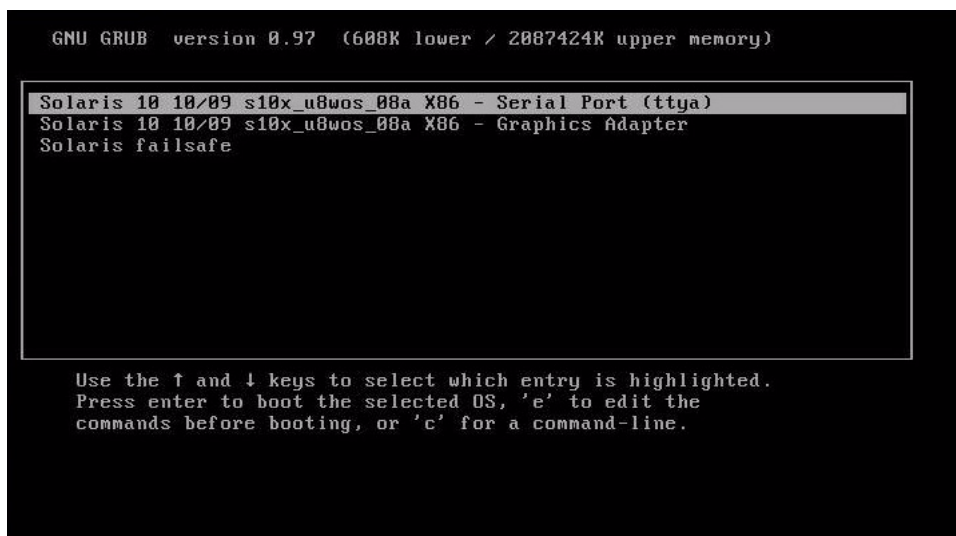 GNU GRUB version 0.97 (608K lower / 2087424K upper memory)
Solaris 10 10/09 s10x_u8wos_08a X86 - Serial Port (ttya)
Solaris 10 10/09 s10x_u8wos_08a X86 - Graphics Adapter
Solaris failsafe
Use the ↑ and ↓ keys to select which entry is highlighted.
Press enter to boot the selected OS, 'e' to edit the
commands before booting, or 'c' for a command-line.